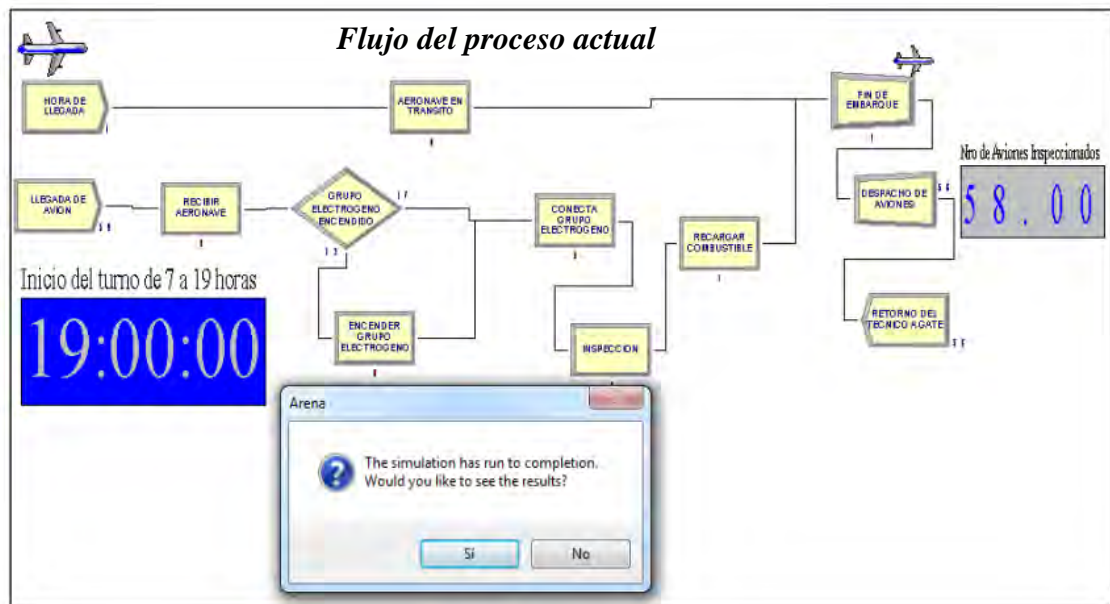 Flujo del proceso actual
HORA DE
LLEGADA
AERONAVE EN
TRANSITO
FIN DE
EMBARQUE
Nro de Aviones Inspeccionados
58.00
LLEGADA DE
AVION
RECIBIR
AERONAVE
GRUPO
ELECTROGENO
ENCENDIDO
CONECTA
GRUPO
ELECTROGENO
RECARGAR
COMBUSTIBLE
DESPACHO DE
AVIONES
Inicio del turno de 7 a 19 horas
19:00:00
ENCENDER
GRUPO
ELECTROGENO
INSPECCION
RETORNO DEL
TECNICO A GATE
Arena
The simulation has run to completion.
Would you like to see the results?
Sí
No